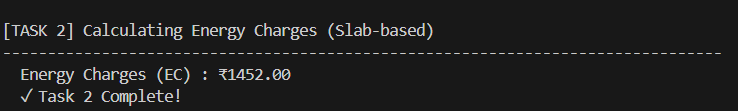 [TASK 2] Calculating Energy Charges (Slab-based)
--------------------------------------------------------------------------------
Energy Charges (EC) : ₹1452.00
✓ Task 2 Complete!